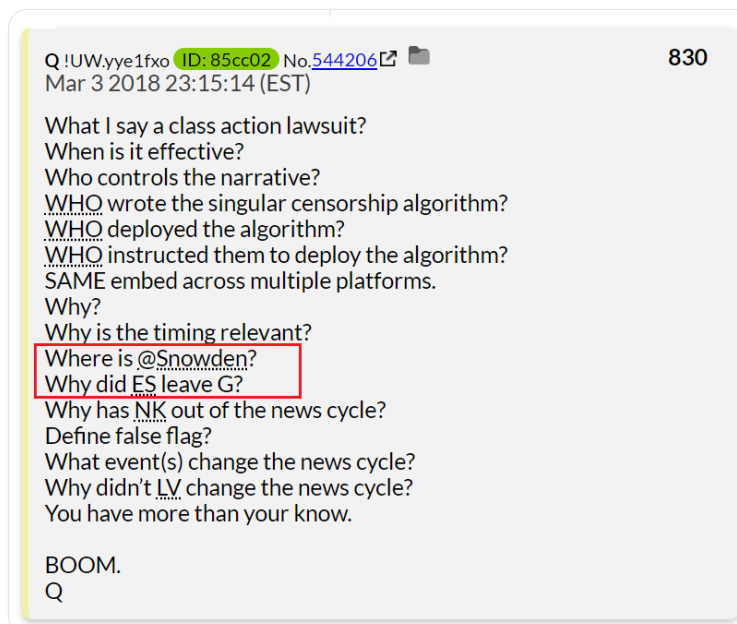 Q !UW.yye1fxo ID: 85cc02 No.544206 830
Mar 3 2018 23:15:14 (EST)
What I say a class action lawsuit?
When is it effective?
Who controls the narrative?
WHO wrote the singular censorship algorithm?
WHO deployed the algorithm?
WHO instructed them to deploy the algorithm?
SAME embed across multiple platforms.
Why?
Why is the timing relevant?
Where is @Snowden?
Why did ES leave G?
Why has NK out of the news cycle?
Define false flag?
What event(s) change the news cycle?
Why didn't LV change the news cycle?
You have more than your know.
BOOM.
Q